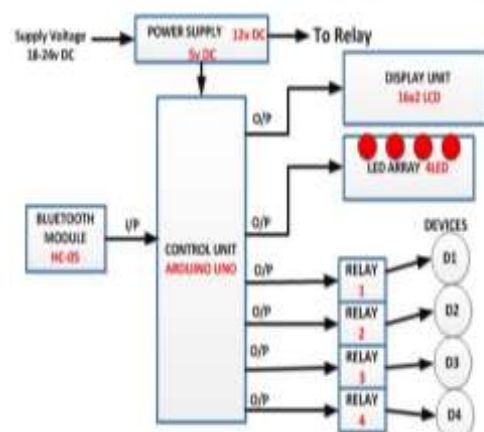 Supply Voltage
18-24v DC
POWER SUPPLY 12v DC
5v DC
To Relay
DISPLAY UNIT
16x2 LCD
O/P
LED ARRAY 4LED
O/P
BLUETOOTH
MODULE
HC-05
I/P
CONTROL UNIT
ARDUINO UNO
DEVICES
O/P
RELAY
1
D1
O/P
RELAY
2
D2
O/P
RELAY
3
D3
O/P
RELAY
4
D4